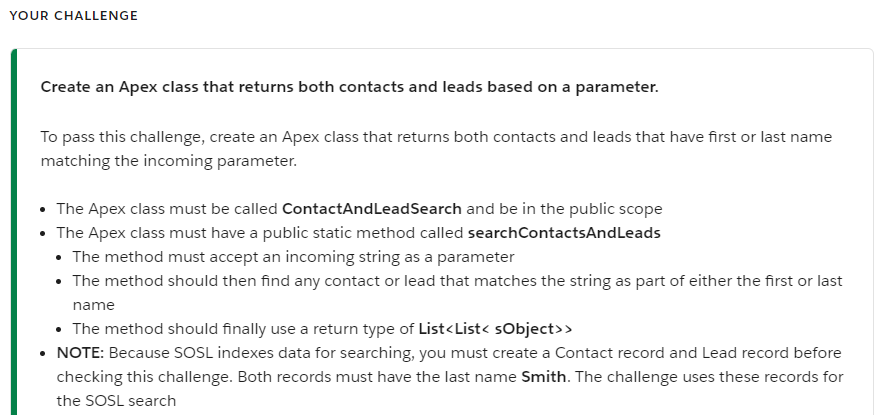 YOUR CHALLENGE
Create an Apex class that returns both contacts and leads based on a parameter.
To pass this challenge, create an Apex class that returns both contacts and leads that have first or last name
matching the incoming parameter.
• The Apex class must be called ContactAndLeadSearch and be in the public scope
• The Apex class must have a public static method called searchContactsAndLeads
• The method must accept an incoming string as a parameter
• The method should then find any contact or lead that matches the string as part of either the first or last
name
• The method should finally use a return type of List<List< sObject>>
• NOTE: Because SOSL indexes data for searching, you must create a Contact record and Lead record before
checking this challenge. Both records must have the last name Smith. The challenge uses these records for
the SOSL search